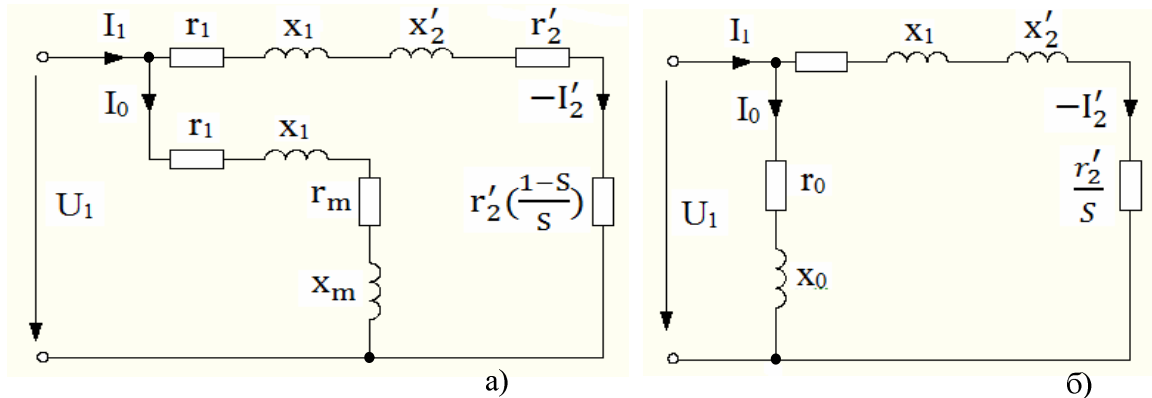 I₁ r₁ x₁ x′₂ r′₂
I₀ −I′₂
r₁ x₁
rₘ
U₁ r′₂(1−S/S)
xₘ
а)
I₁ x₁ x′₂
I₀ −I′₂
r₀ r′₂/S
U₁
x₀
б)